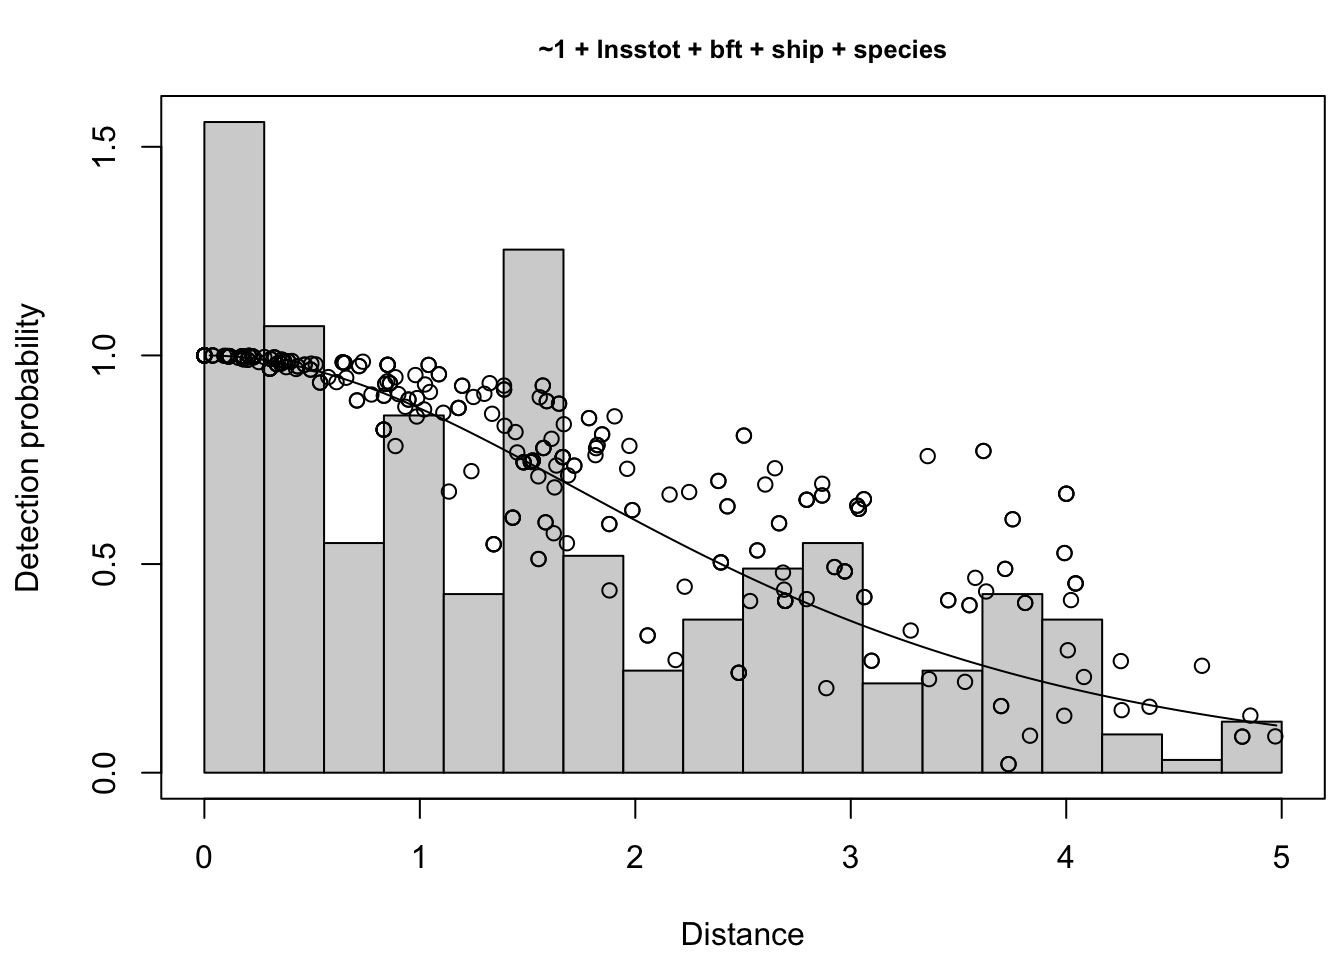 ~1 + lnsstot + bft + ship + species
Detection probability
1.5
1.0
0.5
0.0
0 1 2 3 4 5
Distance